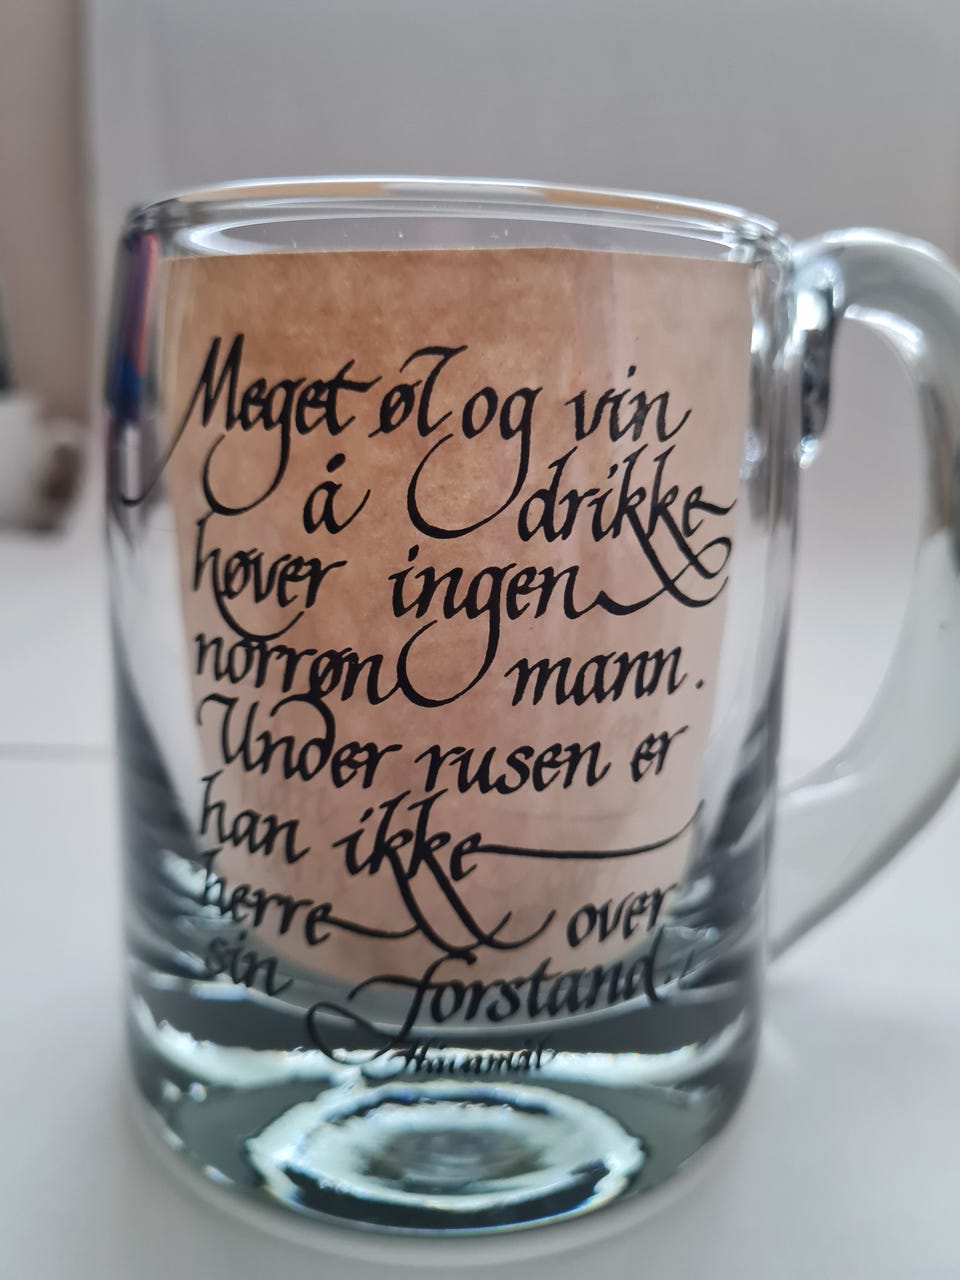 Meget øl og vin
å drikke
høver ingen
norrøn mann.
Under rusen er
han ikke
herre over
sin forstand.
Håvamål